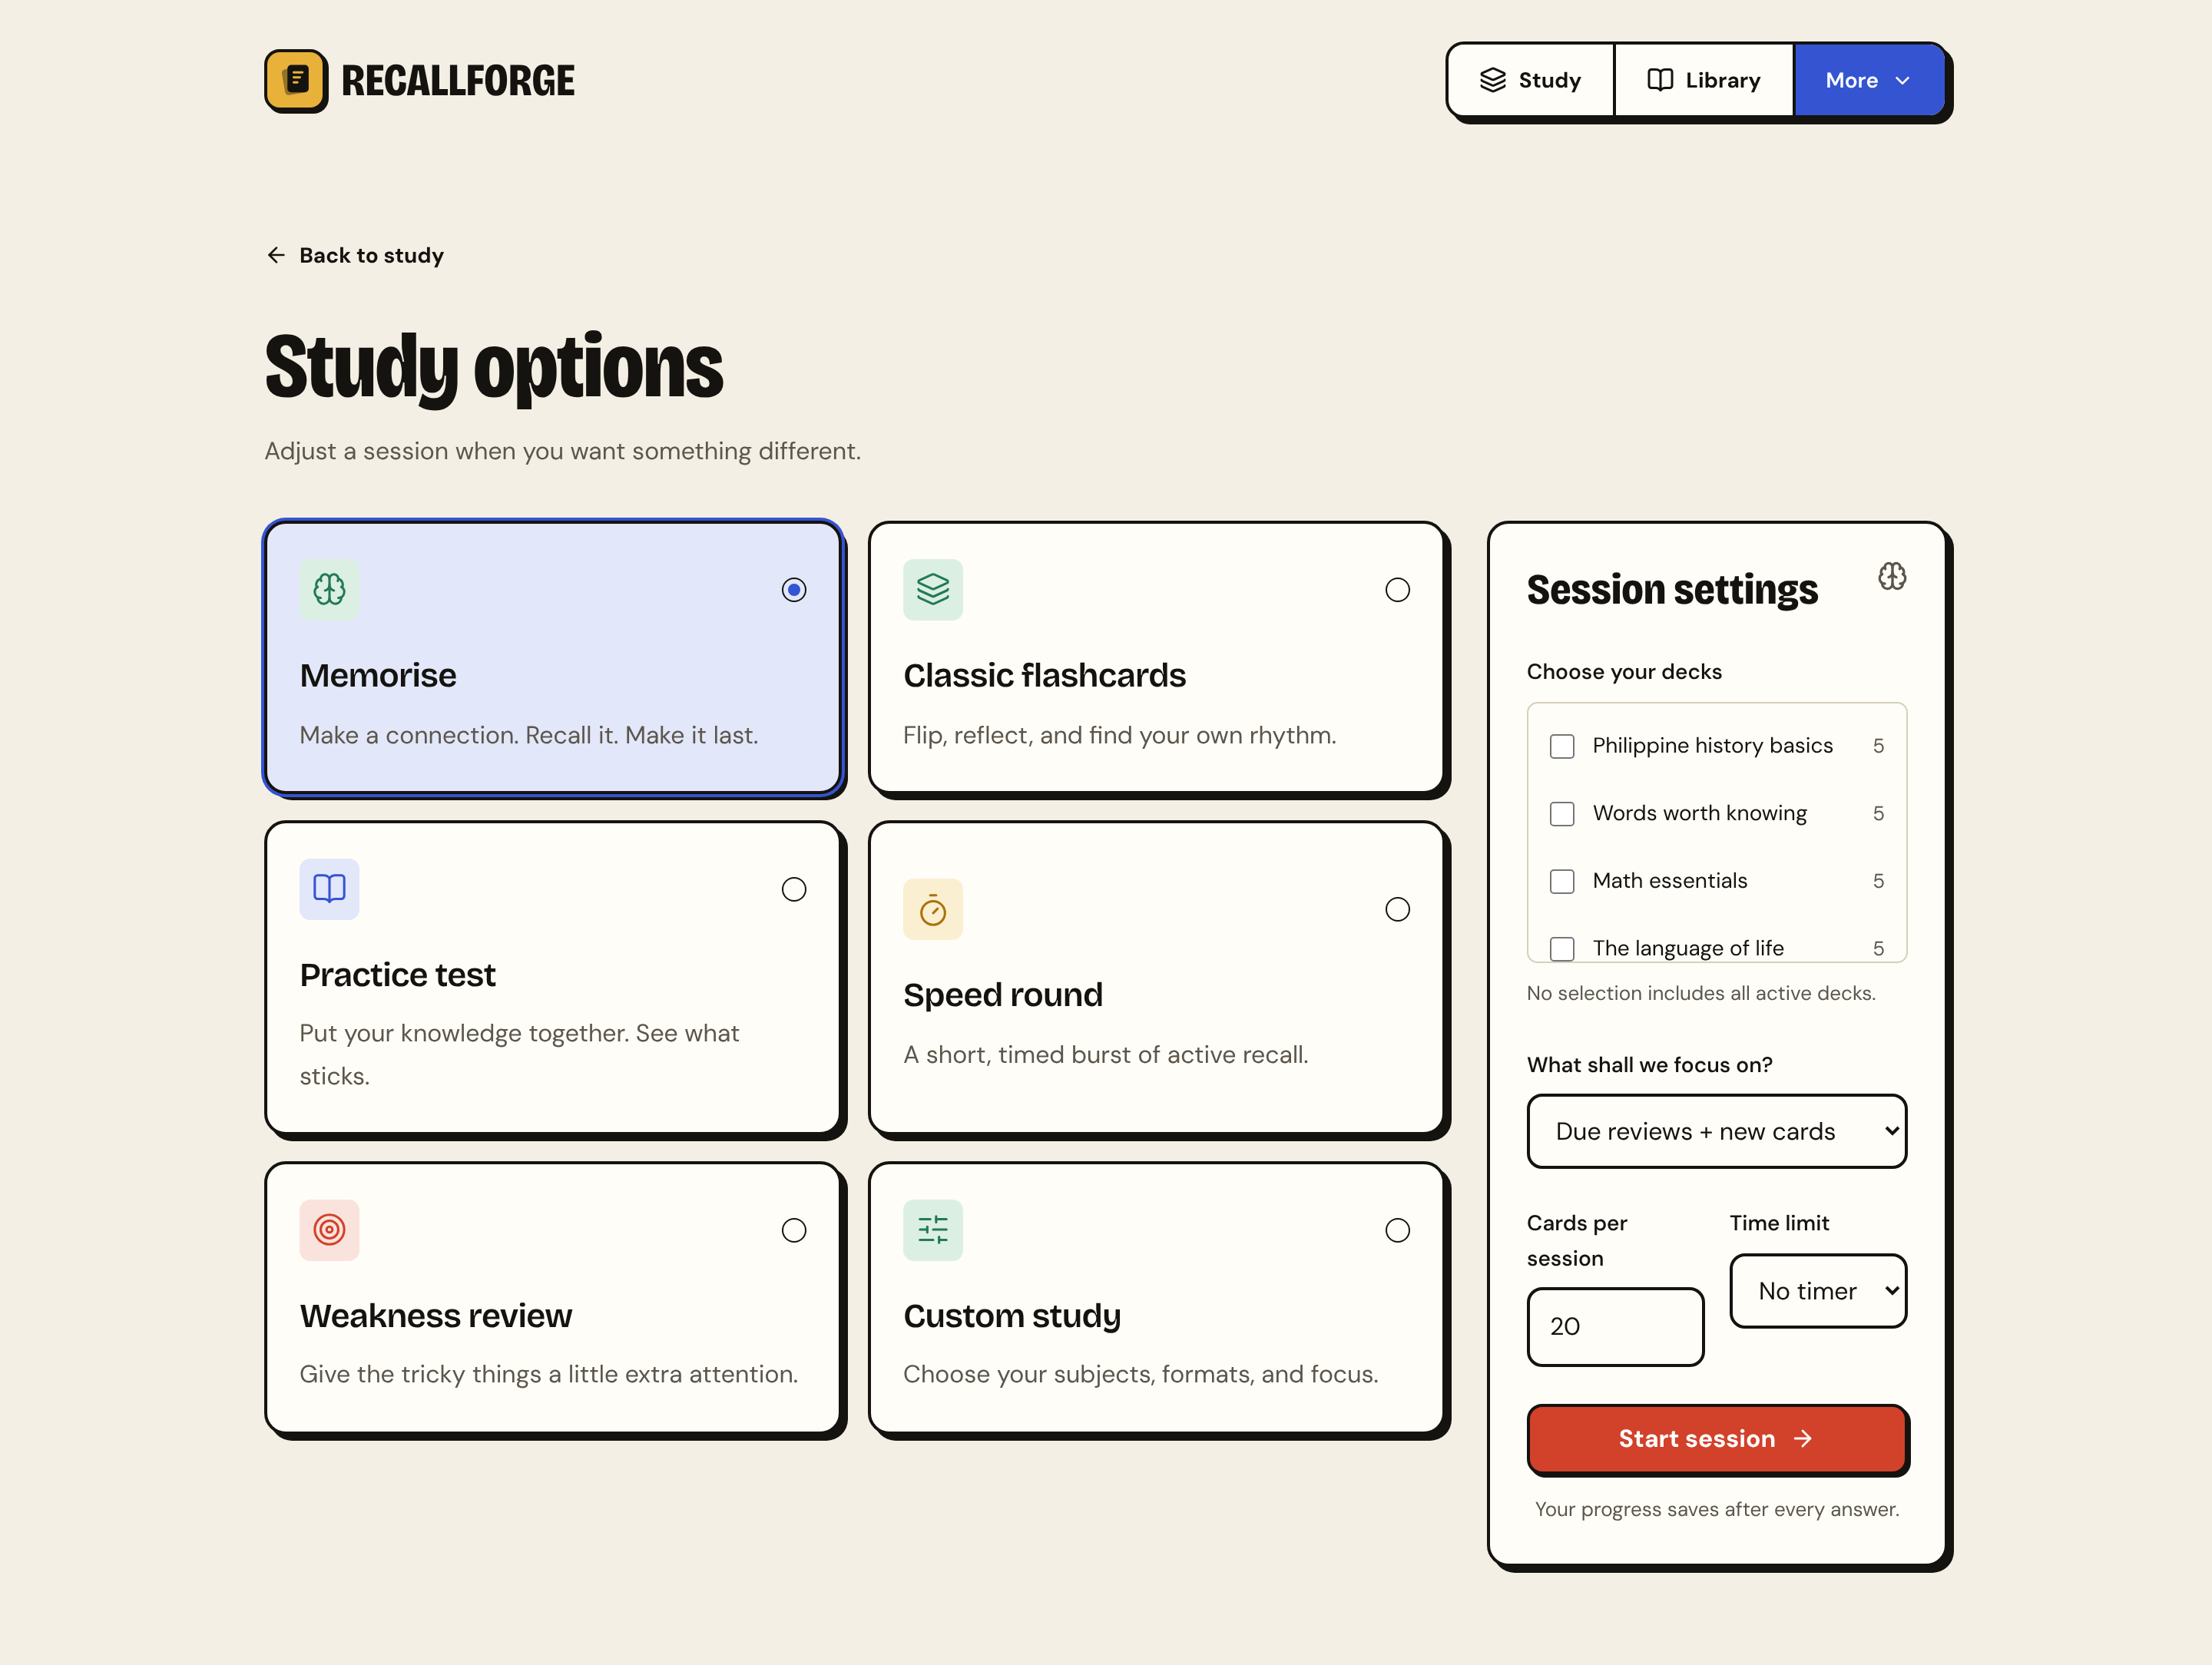 RECALLFORGE
Study
Library
More
Back to study
Study options
Adjust a session when you want something different.
Memorise
Make a connection. Recall it. Make it last.
Classic flashcards
Flip, reflect, and find your own rhythm.
Practice test
Put your knowledge together. See what
sticks.
Speed round
A short, timed burst of active recall.
Weakness review
Give the tricky things a little extra attention.
Custom study
Choose your subjects, formats, and focus.
Session settings
Choose your decks
Philippine history basics 5
Words worth knowing 5
Math essentials 5
The language of life 5
No selection includes all active decks.
What shall we focus on?
Due reviews + new cards
Cards per
session
20
Time limit
No timer
Start session
Your progress saves after every answer.